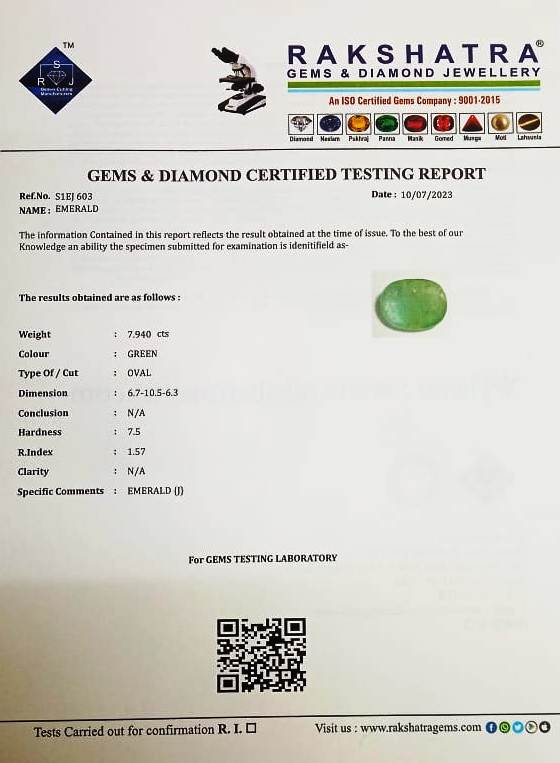 TM
S
R J
Gemes Cutting
Manufacturers
RAKSHATRA®
GEMS & DIAMOND JEWELLERY
An ISO Certified Gems Company : 9001-2015
Diamond Neelam Pukhraj Panna Manik Gomed Munga Moti Lahsunia
GEMS & DIAMOND CERTIFIED TESTING REPORT
Ref.No. S1EJ 603 Date : 10/07/2023
NAME : EMERALD
The information Contained in this report reflects the result obtained at the time of issue. To the best of our
Knowledge an ability the specimen submitted for examination is idenitifield as-
The results obtained are as follows :
Weight : 7.940 cts
Colour : GREEN
Type Of / Cut : OVAL
Dimension : 6.7-10.5-6.3
Conclusion : N/A
Hardness : 7.5
R.Index : 1.57
Clarity : N/A
Specific Comments : EMERALD (J)
For GEMS TESTING LABORATORY
Tests Carried out for confirmation R. I. ☐ Visit us : www.rakshatragems.com